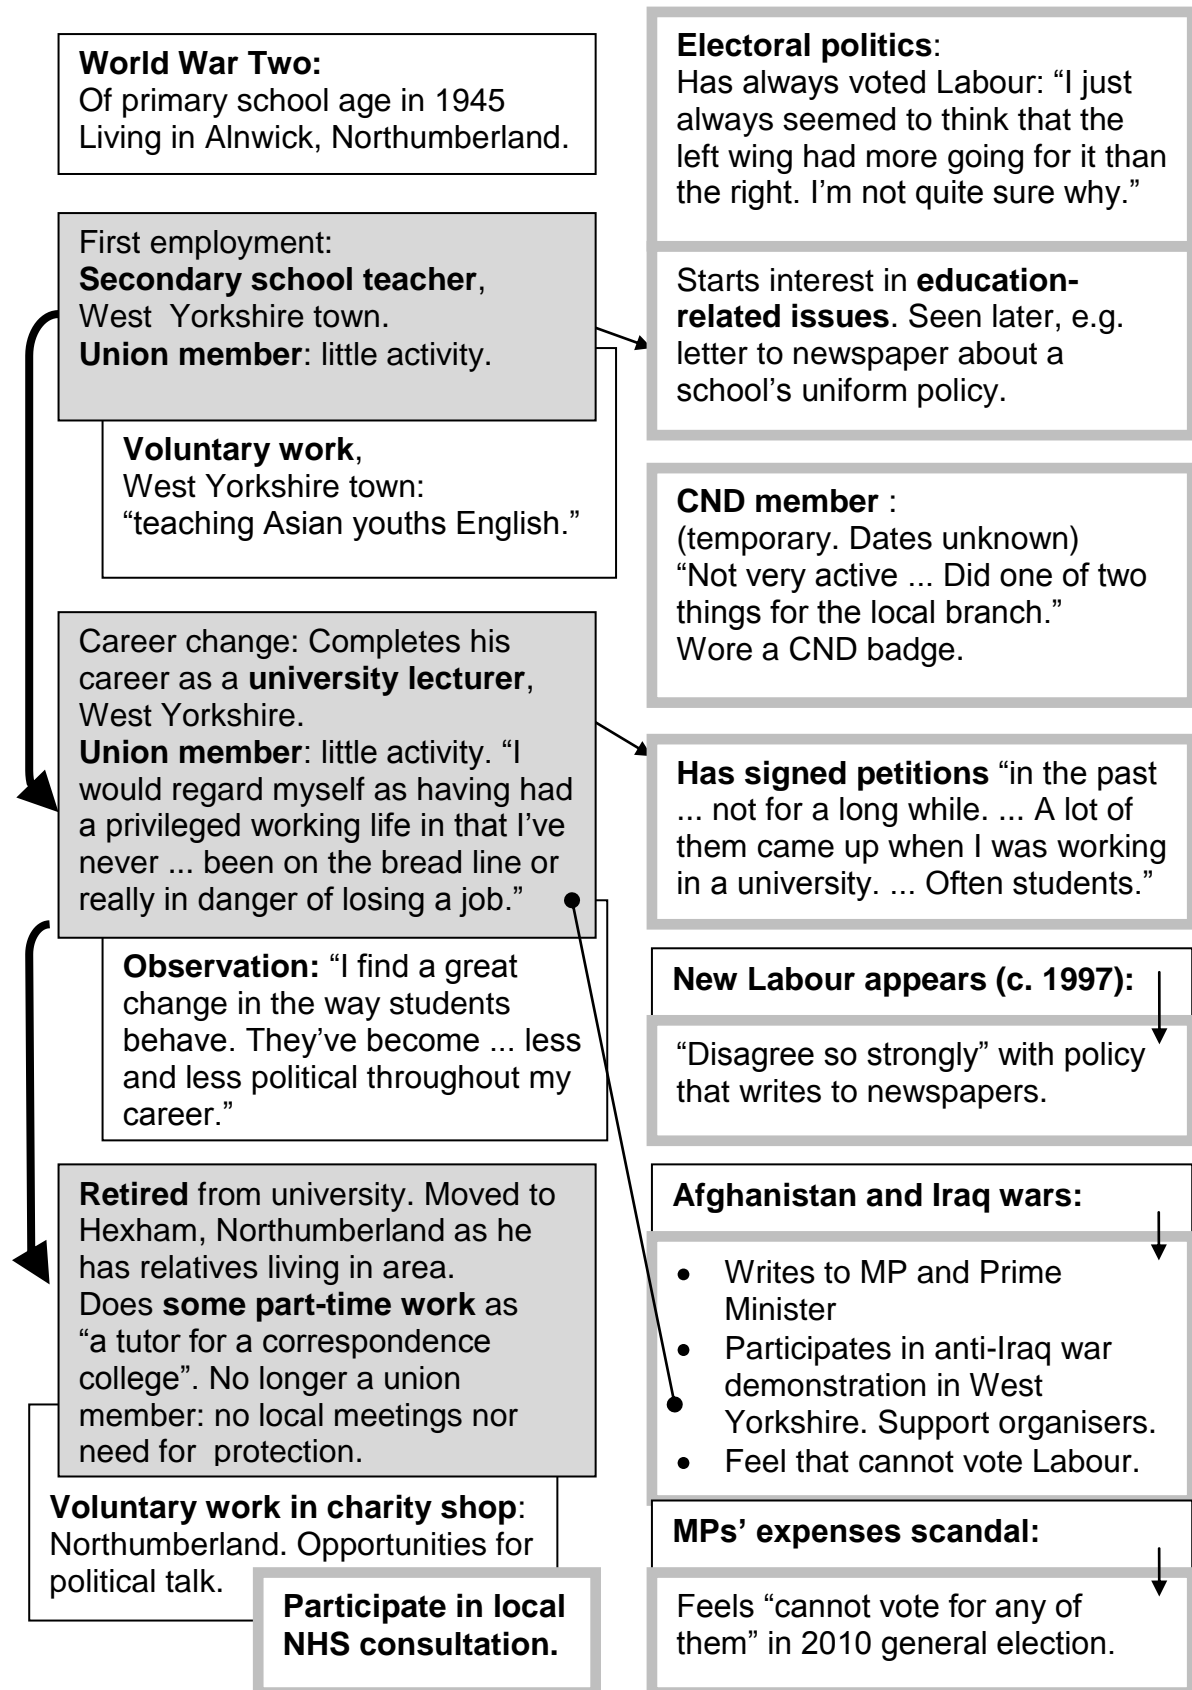 World War Two:
Of primary school age in 1945
Living in Alnwick, Northumberland.
First employment:
Secondary school teacher,
West  Yorkshire town.
Union member: little activity.
Voluntary work,
West Yorkshire town:
“teaching Asian youths English.”
Career change: Completes his
career as a university lecturer,
West Yorkshire.
Union member: little activity. “I
would regard myself as having had
a privileged working life in that I’ve
never ... been on the bread line or
really in danger of losing a job.”
Observation: “I find a great
change in the way students
behave. They’ve become ... less
and less political throughout my
career.”
Retired from university. Moved to
Hexham, Northumberland as he
has relatives living in area.
Does some part-time work as
“a tutor for a correspondence
college”. No longer a union
member: no local meetings nor
need for  protection.
Voluntary work in charity shop:
Northumberland. Opportunities for
political talk.
Participate in local
NHS consultation.
Electoral politics:
Has always voted Labour: “I just
always seemed to think that the
left wing had more going for it than
the right. I’m not quite sure why.”
Starts interest in education-
related issues. Seen later, e.g.
letter to newspaper about a
school’s uniform policy.
CND member :
(temporary. Dates unknown)
“Not very active ... Did one of two
things for the local branch.”
Wore a CND badge.
Has signed petitions “in the past
... not for a long while. ... A lot of
them came up when I was working
in a university. ... Often students.”
New Labour appears (c. 1997):
“Disagree so strongly” with policy
that writes to newspapers.
Afghanistan and Iraq wars:
• Writes to MP and Prime
Minister
• Participates in anti-Iraq war
demonstration in West
Yorkshire. Support organisers.
• Feel that cannot vote Labour.
MPs’ expenses scandal:
Feels “cannot vote for any of
them” in 2010 general election.